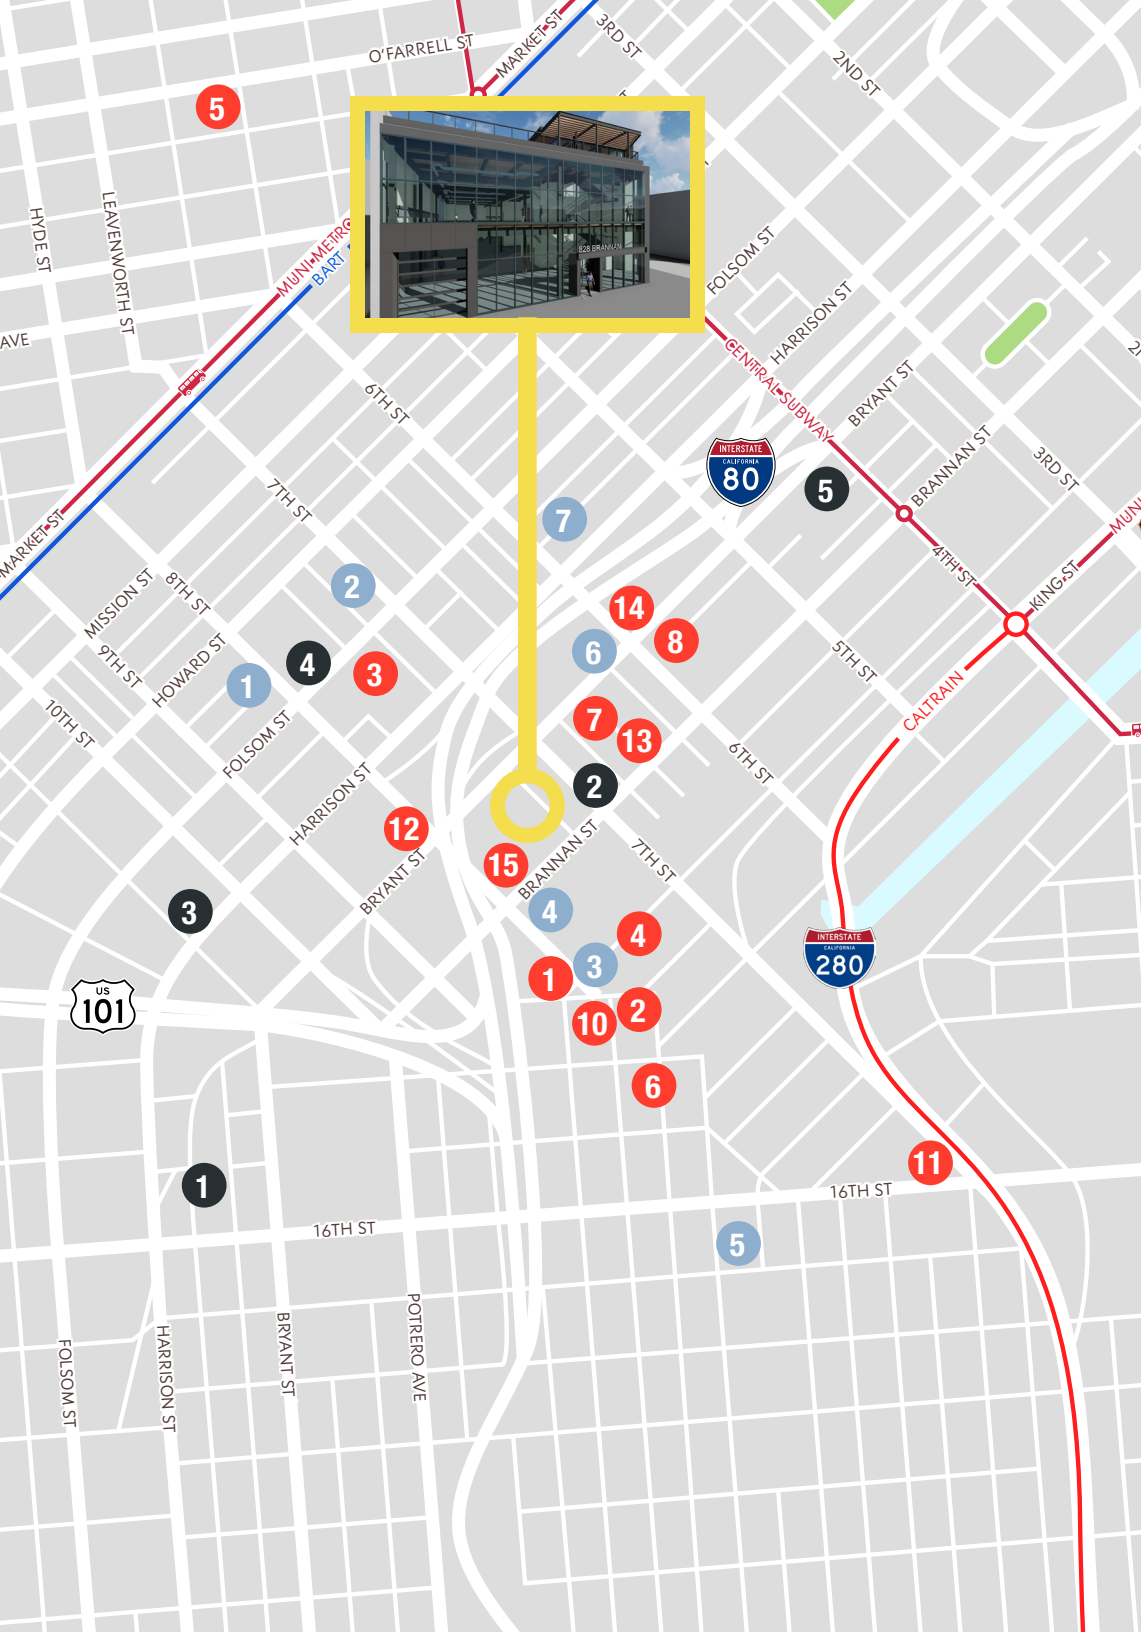 3RD ST
MARKET ST
O'FARRELL ST
2ND ST
5
HYDE ST
LEAVENWORTH ST
MUNI METRO
BART
828 BRANNAN
FOLSOM ST
HARRISON ST
AVE
CENTRAL SUBWAY
BRYANT ST
6TH ST
INTERSTATE
CALIFORNIA
80
5
BRANNAN ST
3RD ST
7TH ST
7
MUNI
MARKET ST
4TH ST
KING ST
MISSION ST
8TH ST
2
14
6
8
9TH ST
HOWARD ST
4
3
1
5TH ST
CALTRAIN
10TH ST
FOLSOM ST
7
13
6TH ST
2
HARRISON ST
12
15
BRYANT ST
BRANNAN ST
7TH ST
3
4
4
INTERSTATE
CALIFORNIA
280
1
3
US
101
10
2
6
11
1
16TH ST
16TH ST
5
FOLSOM ST
HARRISON ST
BRYANT ST
POTRERO AVE